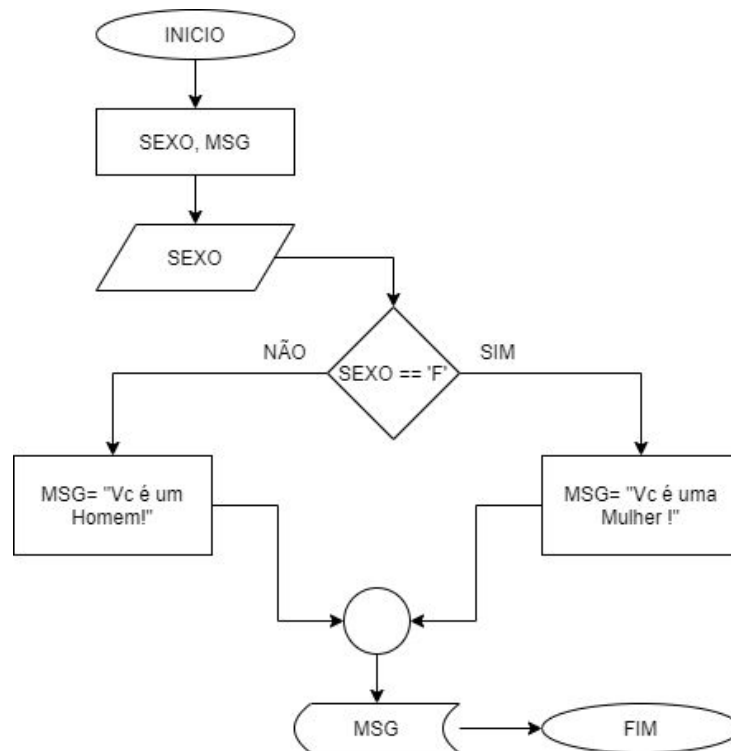 INICIO
SEXO, MSG
SEXO
NÃO
SIM
SEXO == 'F'
MSG= "Vc é um
Homem!"
MSG= "Vc é uma
Mulher !"
MSG
FIM